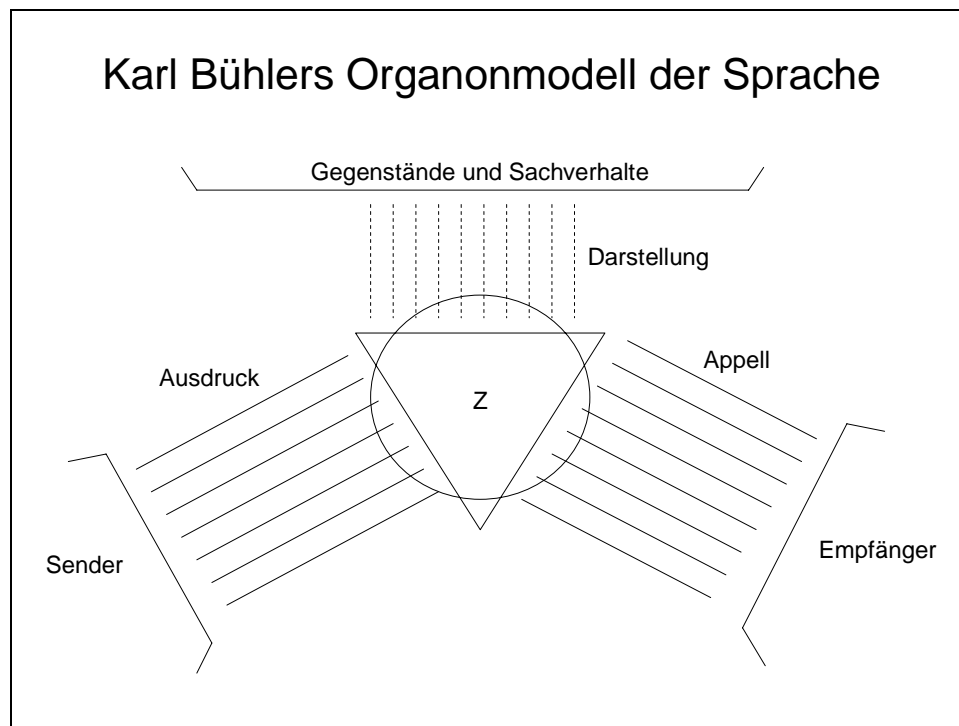 Karl Bühlers Organonmodell der Sprache
Gegenstände und Sachverhalte
Darstellung
Ausdruck
Appell
Z
Sender
Empfänger